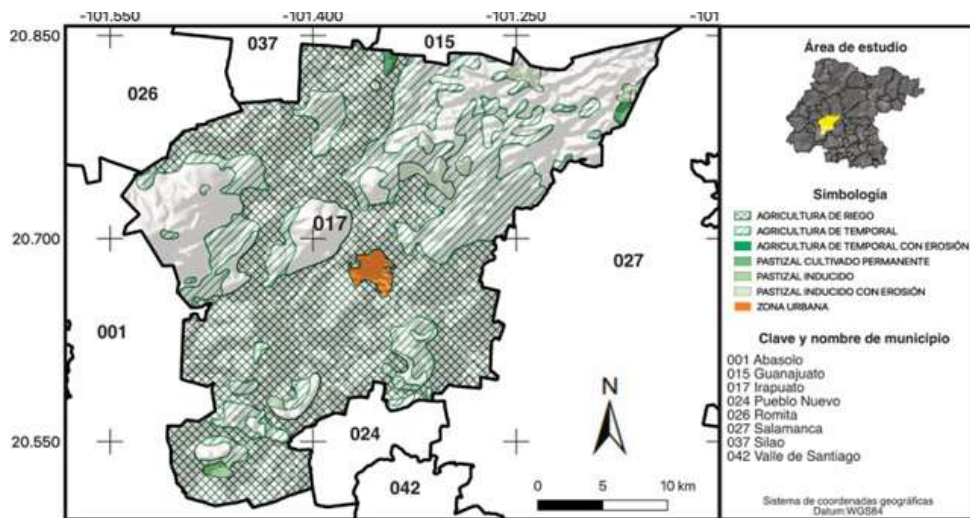 -101.550
-101.400
-101.250
-101
20.850
037
015
026
017
20.700
027
001
20.550
024
042
N
0 5 10 km
Área de estudio
Simbología
AGRICULTURA DE RIEGO
AGRICULTURA DE TEMPORAL
AGRICULTURA DE TEMPORAL CON EROSIÓN
PASTIZAL CULTIVADO PERMANENTE
PASTIZAL INDUCIDO
PASTIZAL INDUCIDO CON EROSIÓN
ZONA URBANA
Clave y nombre de municipio
001 Abasolo
015 Guanajuato
017 Irapuato
024 Pueblo Nuevo
026 Romita
027 Salamanca
037 Silao
042 Valle de Santiago
Sistema de coordenadas geográficas
Datum:WGS84